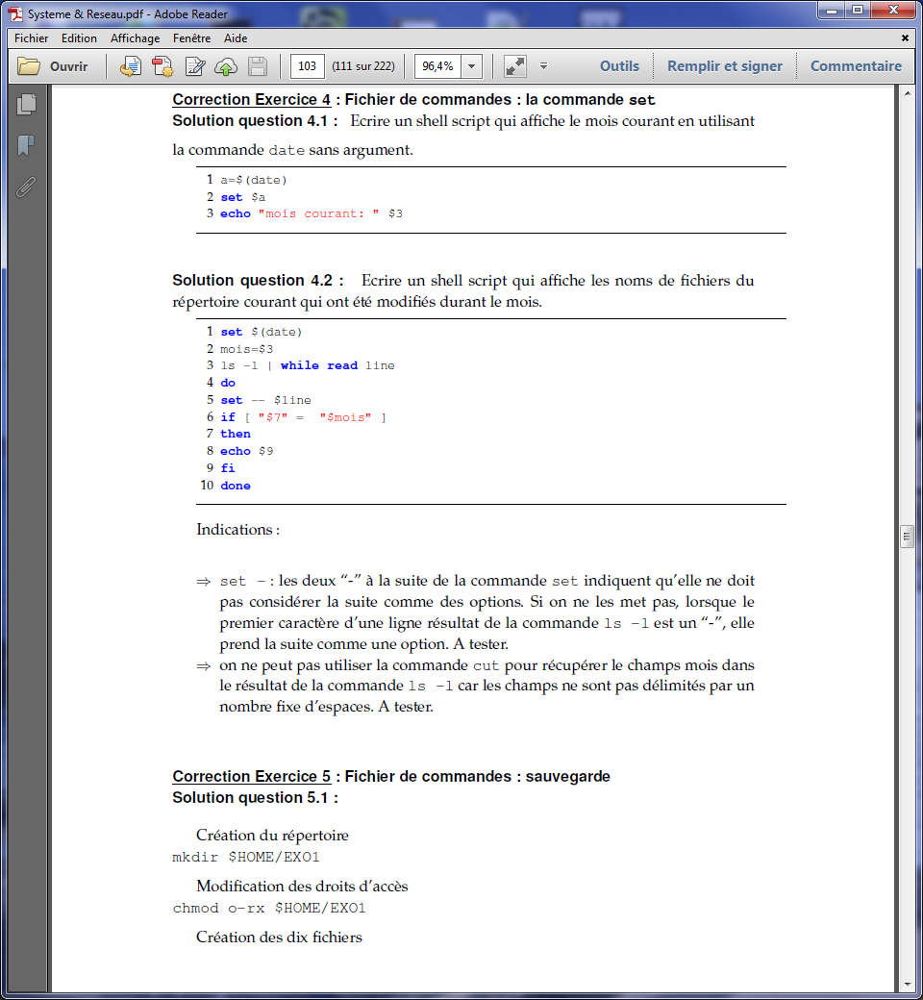 Systeme & Reseau.pdf - Adobe Reader
Fichier Edition Affichage Fenêtre Aide
Ouvrir 103 (111 sur 222) 96,4% Outils Remplir et signer Commentaire
Correction Exercice 4 : Fichier de commandes : la commande set
Solution question 4.1 : Ecrire un shell script qui affiche le mois courant en utilisant
la commande date sans argument.
1 a=$(date)
2 set $a
3 echo "mois courant: " $3
Solution question 4.2 : Ecrire un shell script qui affiche les noms de fichiers du
répertoire courant qui ont été modifiés durant le mois.
1 set $(date)
2 mois=$3
3 ls -l | while read line
4 do
5 set -- $line
6 if [ "$7" = "$mois" ]
7 then
8 echo $9
9 fi
10 done
Indications :
⇒ set – : les deux “-” à la suite de la commande set indiquent qu’elle ne doit
pas considérer la suite comme des options. Si on ne les met pas, lorsque le
premier caractère d’une ligne résultat de la commande ls -l est un “-”, elle
prend la suite comme une option. A tester.
⇒ on ne peut pas utiliser la commande cut pour récupérer le champs mois dans
le résultat de la commande ls -l car les champs ne sont pas délimités par un
nombre fixe d’espaces. A tester.
Correction Exercice 5 : Fichier de commandes : sauvegarde
Solution question 5.1 :
Création du répertoire
mkdir $HOME/EXO1
Modification des droits d’accès
chmod o-rx $HOME/EXO1
Création des dix fichiers